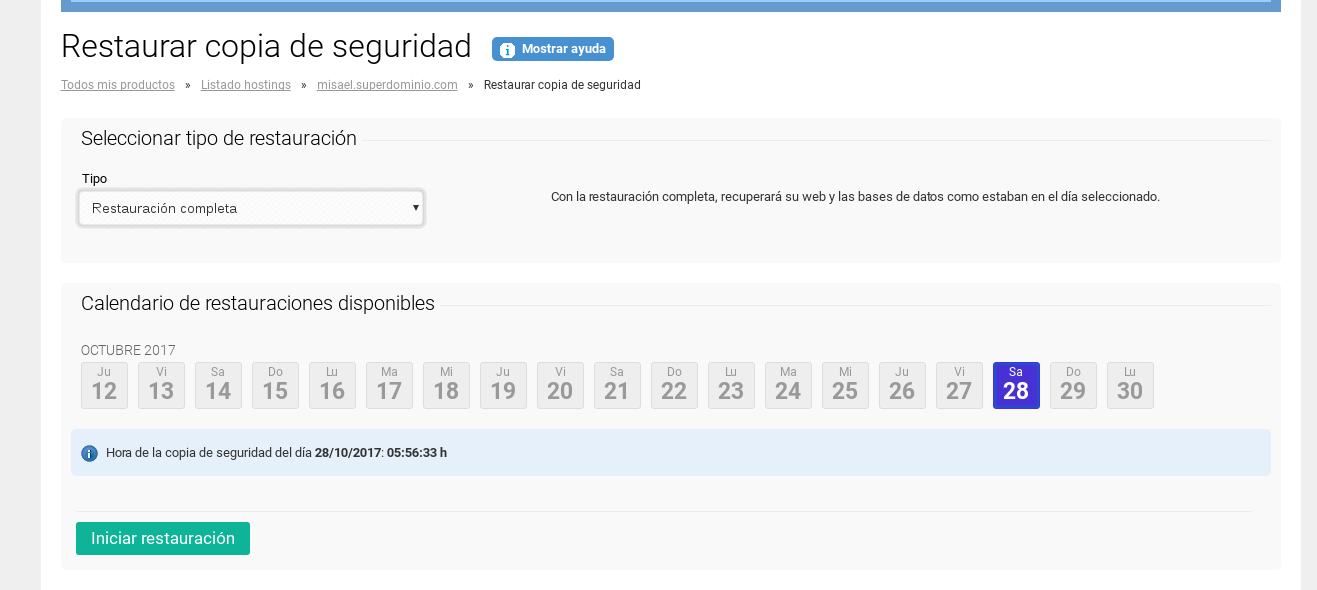 Restaurar copia de seguridad
Mostrar ayuda
Todos mis productos » Listado hostings » misael.superdominio.com » Restaurar copia de seguridad
Seleccionar tipo de restauración
Tipo
Restauración completa
Con la restauración completa, recuperará su web y las bases de datos como estaban en el día seleccionado.
Calendario de restauraciones disponibles
OCTUBRE 2017
Ju Vi Sa Do Lu Ma Mi Ju Vi Sa Do Lu Ma Mi Ju Vi Sa Do Lu
12 13 14 15 16 17 18 19 20 21 22 23 24 25 26 27 28 29 30
Hora de la copia de seguridad del día 28/10/2017: 05:56:33 h
Iniciar restauración